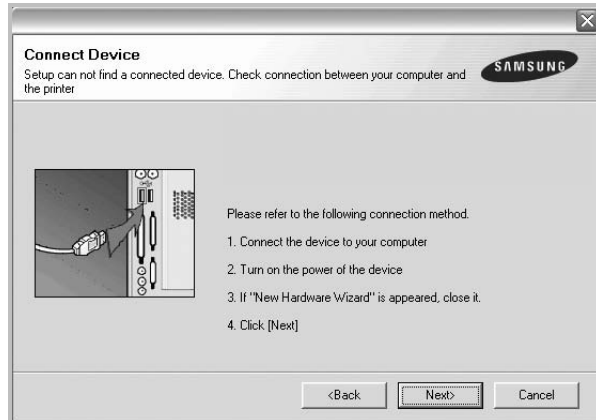 Connect Device
Setup can not find a connected device. Check connection between your computer and
the printer
SAMSUNG
Please refer to the following connection method.
1. Connect the device to your computer
2. Turn on the power of the device
3. If "New Hardware Wizard" is appeared, close it.
4. Click [Next]
<Back
Next>
Cancel